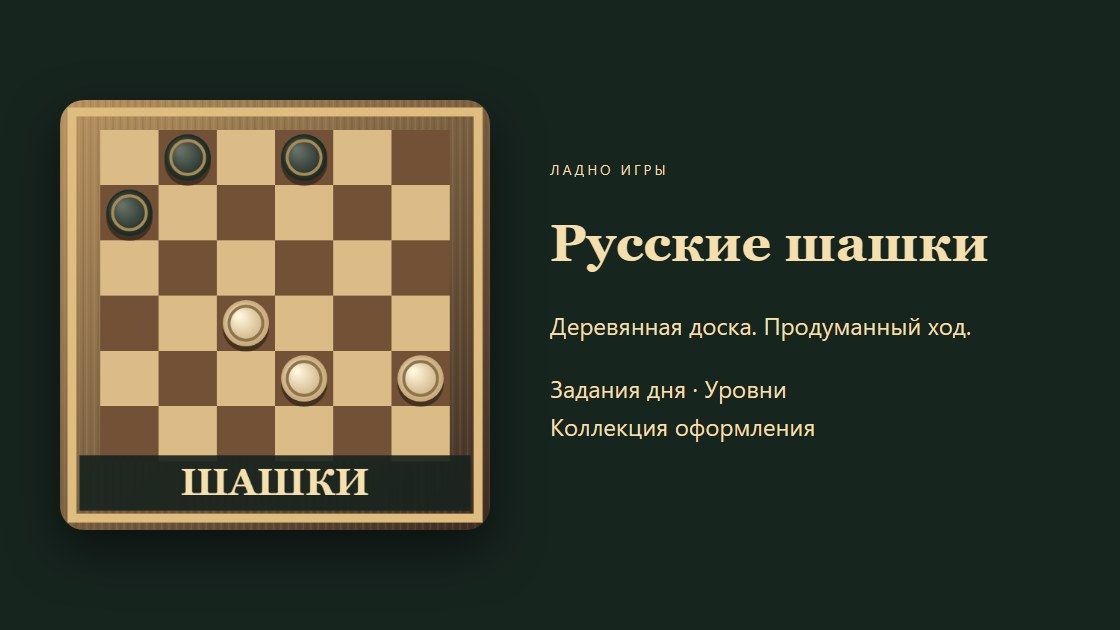 ШАШКИ
ЛАДНО ИГРЫ
Русские шашки
Деревянная доска. Продуманный ход.
Задания дня · Уровни
Коллекция оформления